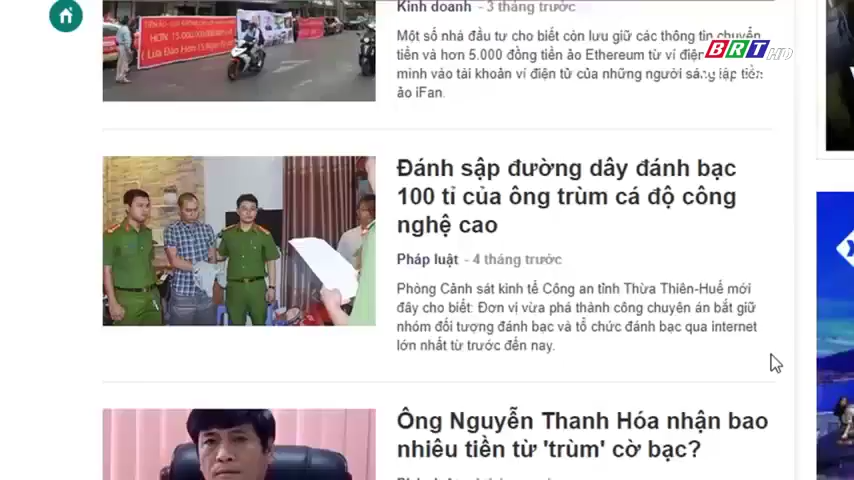 HƠN 15.000.000.000
Kinh doanh - 3 tháng trước
Một số nhà đầu tư cho biết còn lưu giữ các thông tin chuyển
tiền và hơn 5.000 đồng tiền ảo Ethereum từ ví điện
minh vào tài khoản ví điện tử của những người sáng lập tiền
ảo iFan.
BRT HD
Đánh sập đường dây đánh bạc
100 tỉ của ông trùm cá độ công
nghệ cao
Pháp luật - 4 tháng trước
Phòng Cảnh sát kinh tế Công an tỉnh Thừa Thiên-Huế mới
đây cho biết: Đơn vị vừa phá thành công chuyên án bắt giữ
nhóm đối tượng đánh bạc và tổ chức đánh bạc qua internet
lớn nhất từ trước đến nay.
Ông Nguyễn Thanh Hóa nhận bao
nhiêu tiền từ 'trùm' cờ bạc?